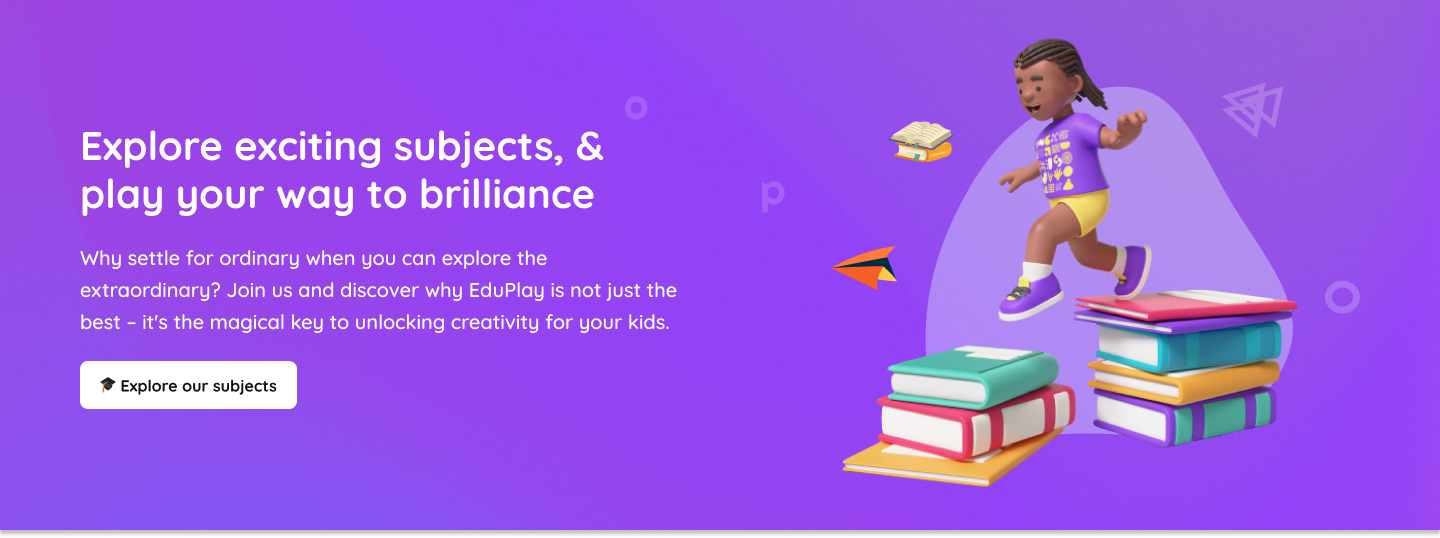 Explore exciting subjects, &
play your way to brilliance
Why settle for ordinary when you can explore the
extraordinary? Join us and discover why EduPlay is not just the
best – it's the magical key to unlocking creativity for your kids.
🎓 Explore our subjects
p